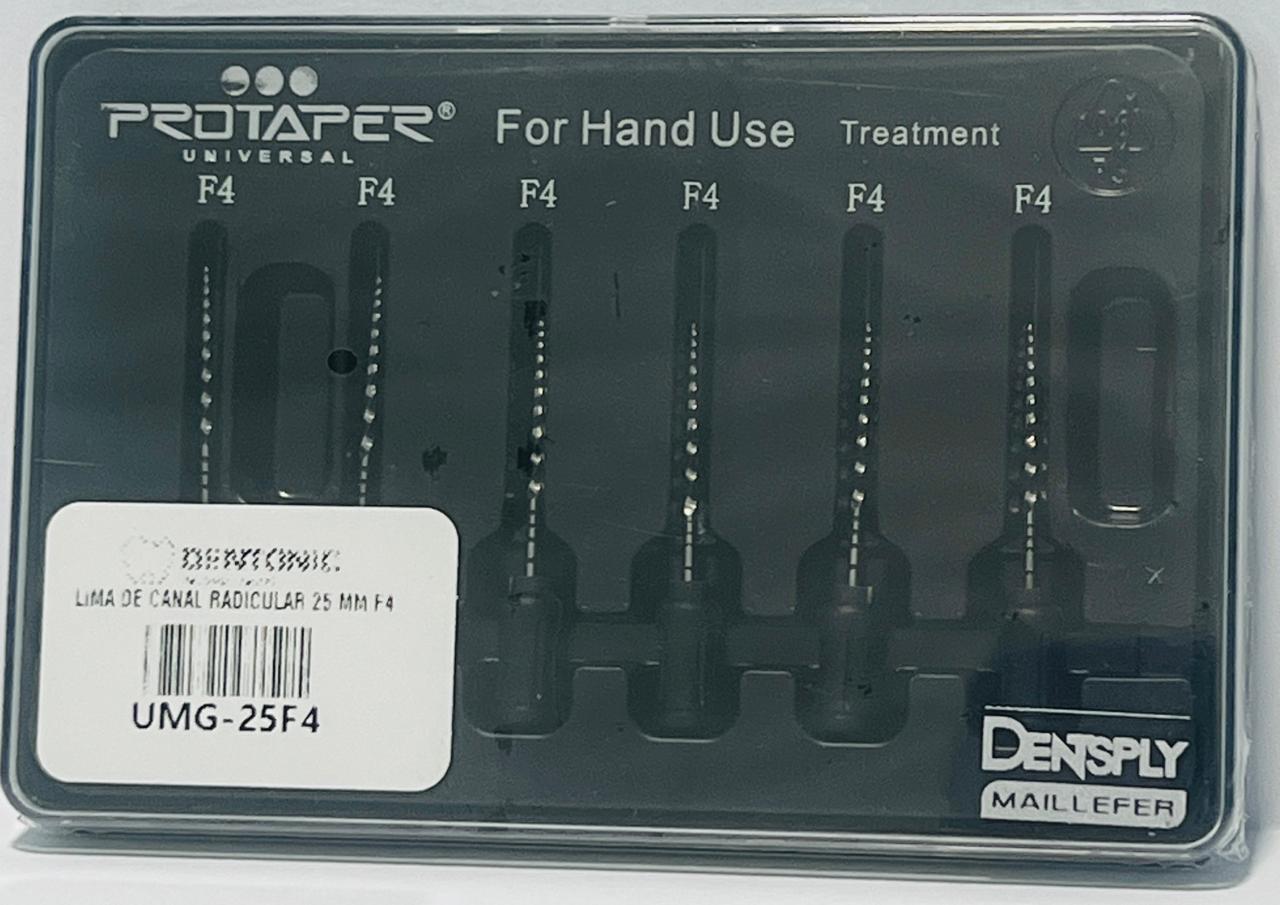 PROTAPER®
UNIVERSAL
For Hand Use
Treatment
F4 F4 F4 F4 F4 F4
DENTONIC
LIMA DE CANAL RADICULAR 25 MM F4
UMG-25F4
DENTSPLY
MAILLEFER